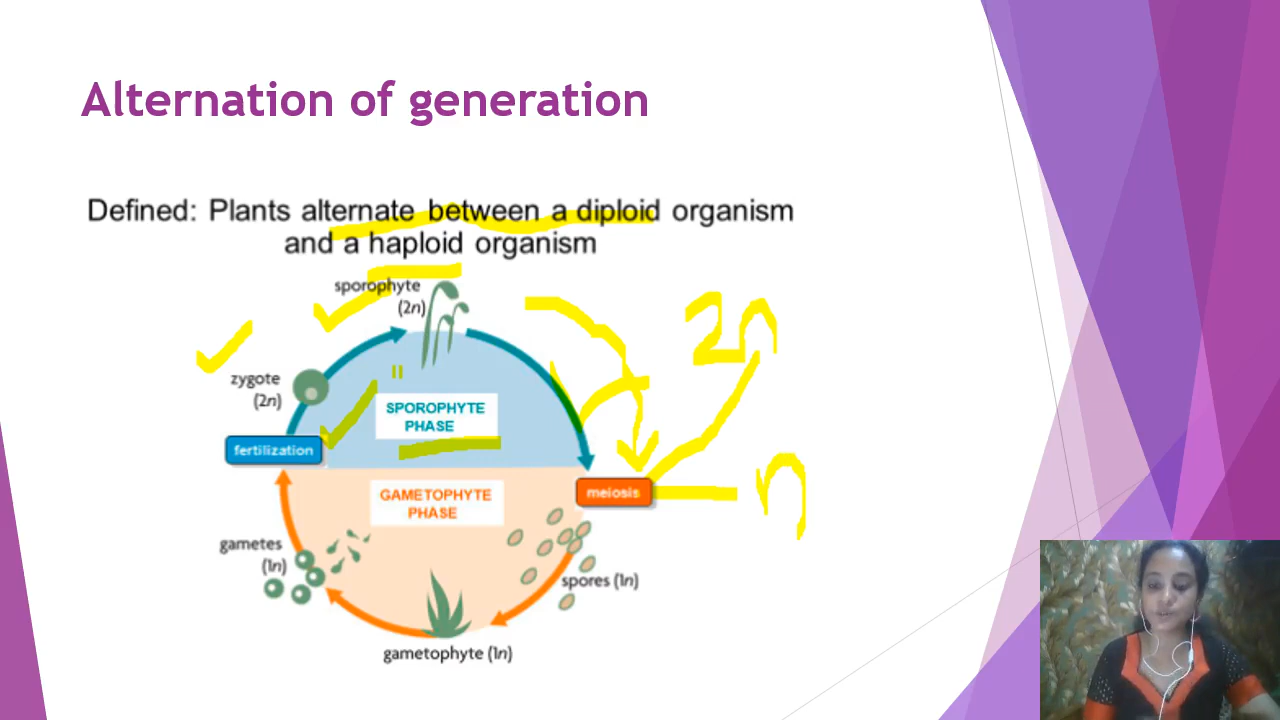 Alternation of generation
Defined: Plants alternate between a diploid organism
and a haploid organism
sporophyte
(2n)
2n
zygote
(2n)
"
SPOROPHYTE
PHASE
fertilization
GAMETOPHYTE
PHASE
meiosis
n
gametes
(1n)
spores (1n)
gametophyte (1n)